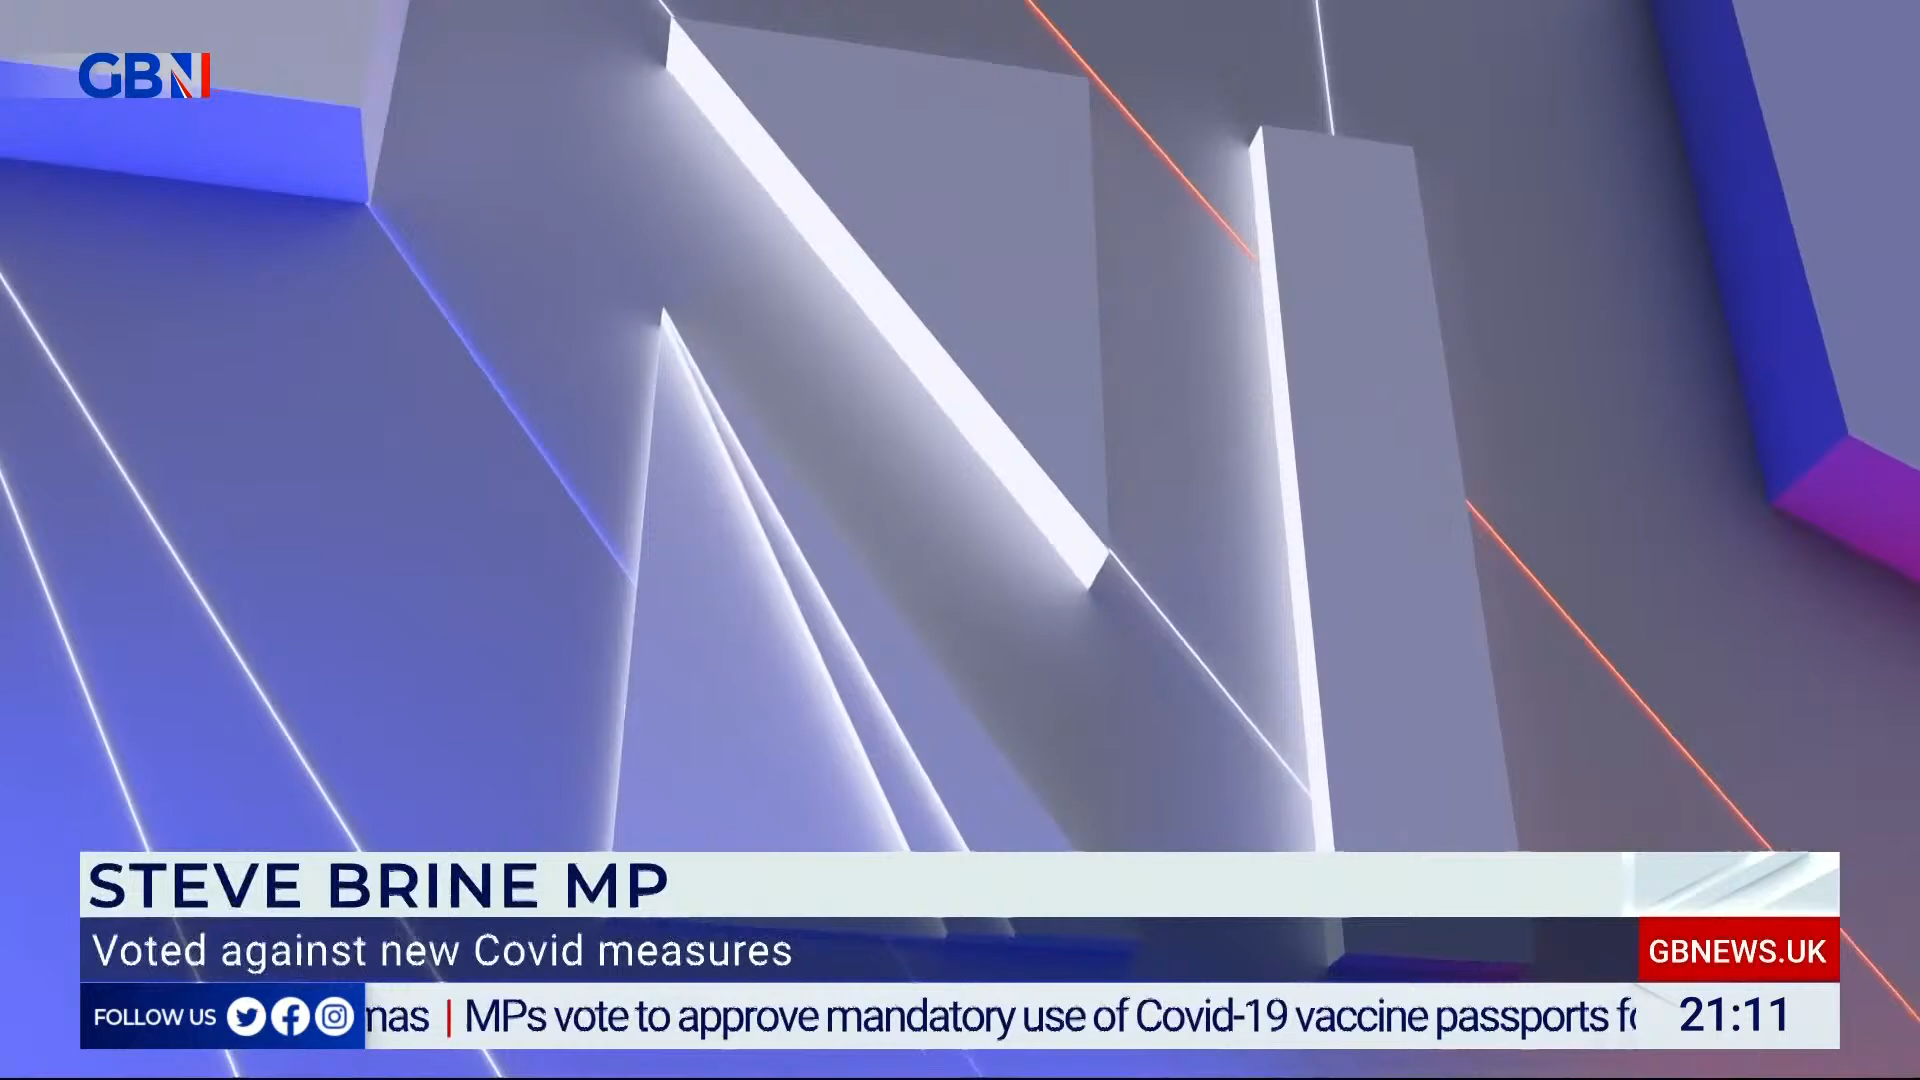 GBN
STEVE BRINE MP
Voted against new Covid measures
GBNEWS.UK
FOLLOW US
| MPs vote to approve mandatory use of Covid-19 vaccine passports
21:11